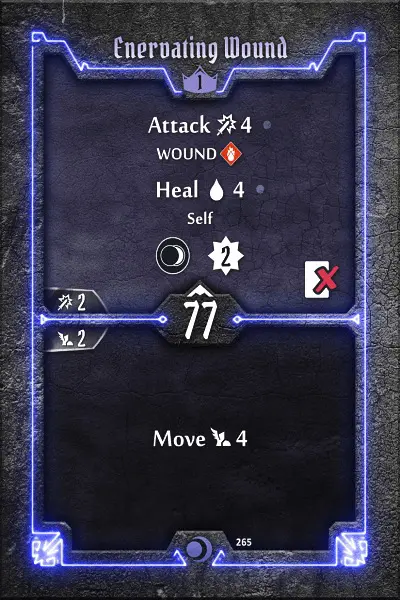 Enervating Wound
1
Attack 4
WOUND
Heal 4
Self
2
2
77
2
Move 4
265